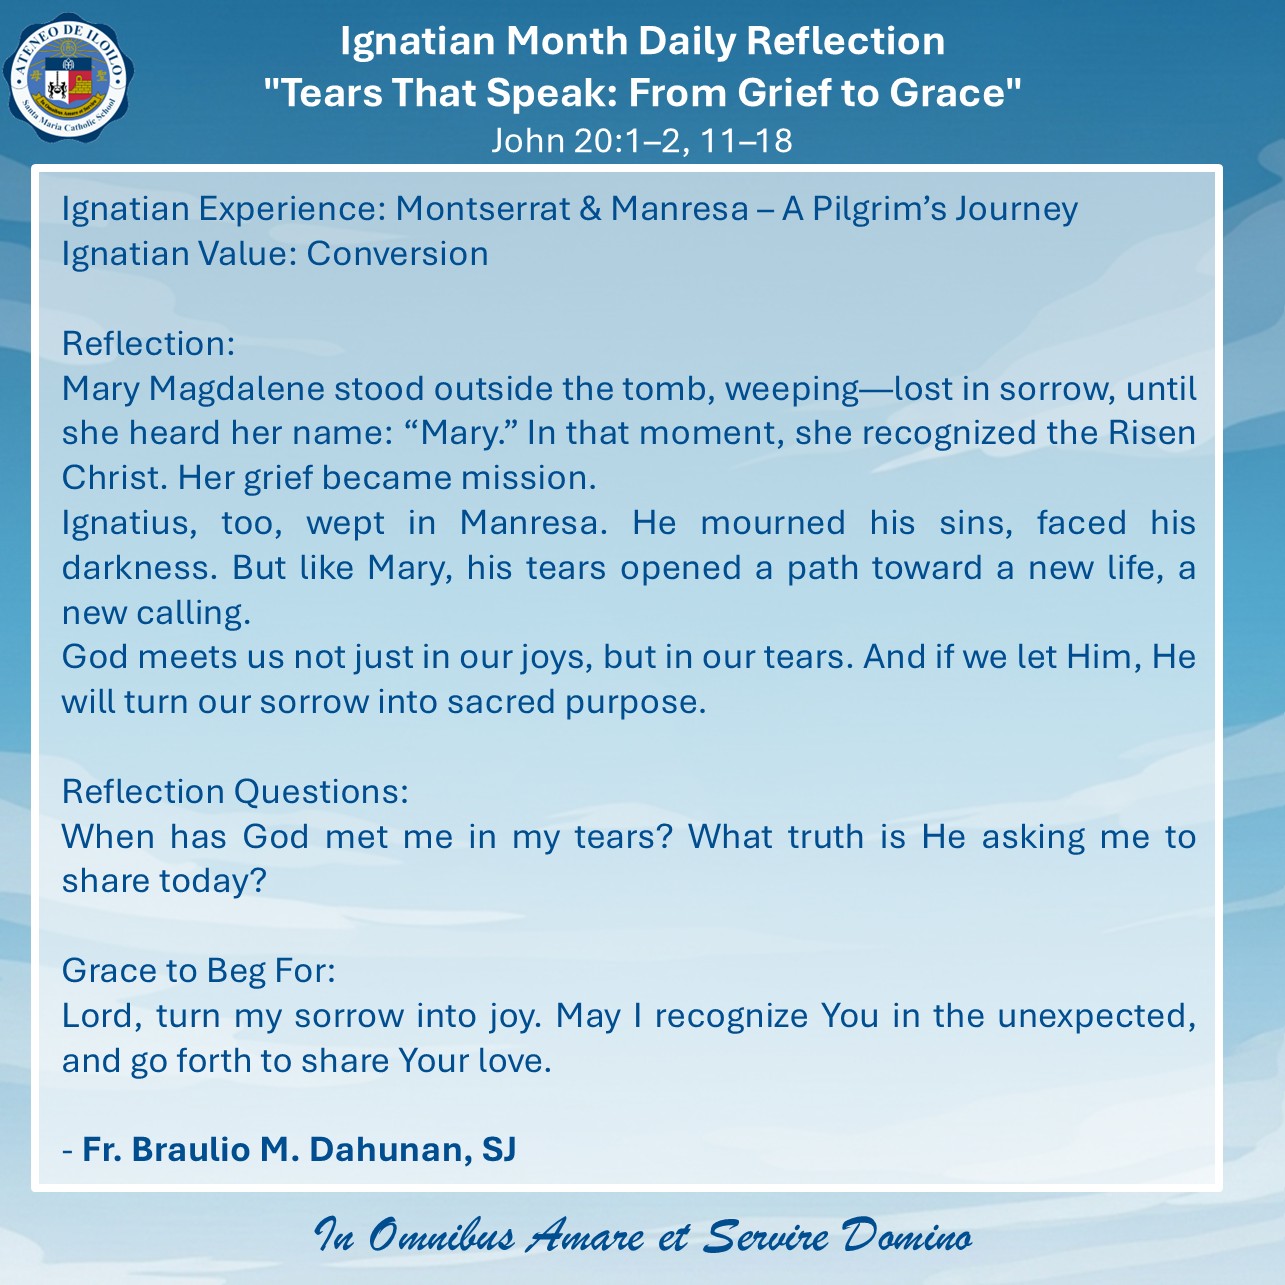 ATENEO DE ILOILO
Santa Maria Catholic School
Ignatian Month Daily Reflection
"Tears That Speak: From Grief to Grace"
John 20:1–2, 11–18
Ignatian Experience: Montserrat & Manresa – A Pilgrim’s Journey
Ignatian Value: Conversion
Reflection:
Mary Magdalene stood outside the tomb, weeping—lost in sorrow, until
she heard her name: “Mary.” In that moment, she recognized the Risen
Christ. Her grief became mission.
Ignatius, too, wept in Manresa. He mourned his sins, faced his
darkness. But like Mary, his tears opened a path toward a new life, a
new calling.
God meets us not just in our joys, but in our tears. And if we let Him, He
will turn our sorrow into sacred purpose.
Reflection Questions:
When has God met me in my tears? What truth is He asking me to
share today?
Grace to Beg For:
Lord, turn my sorrow into joy. May I recognize You in the unexpected,
and go forth to share Your love.
- Fr. Braulio M. Dahunan, SJ
In Omnibus Amare et Servire Domino